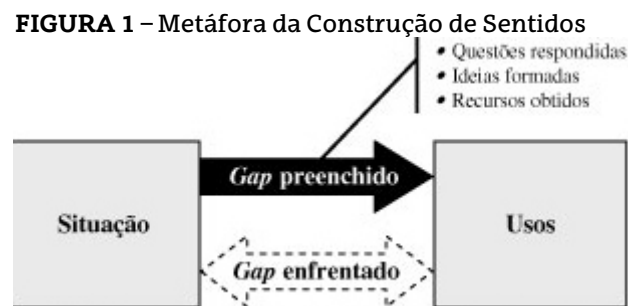 FIGURA 1 – Metáfora da Construção de Sentidos
• Questões respondidas
• Ideias formadas
• Recursos obtidos
Gap preenchido
Situação
Usos
Gap enfrentado